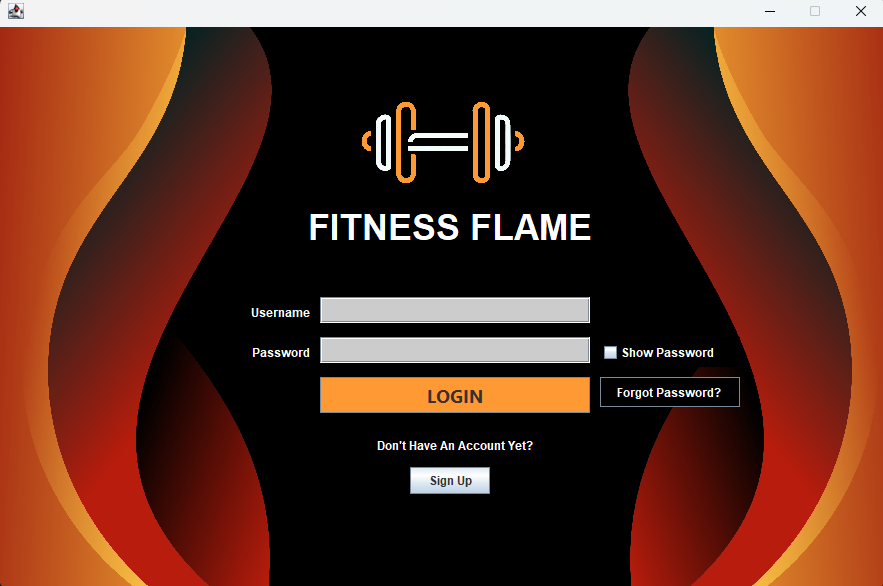 FITNESS FLAME
Username
Password
Show Password
LOGIN
Forgot Password?
Don't Have An Account Yet?
Sign Up